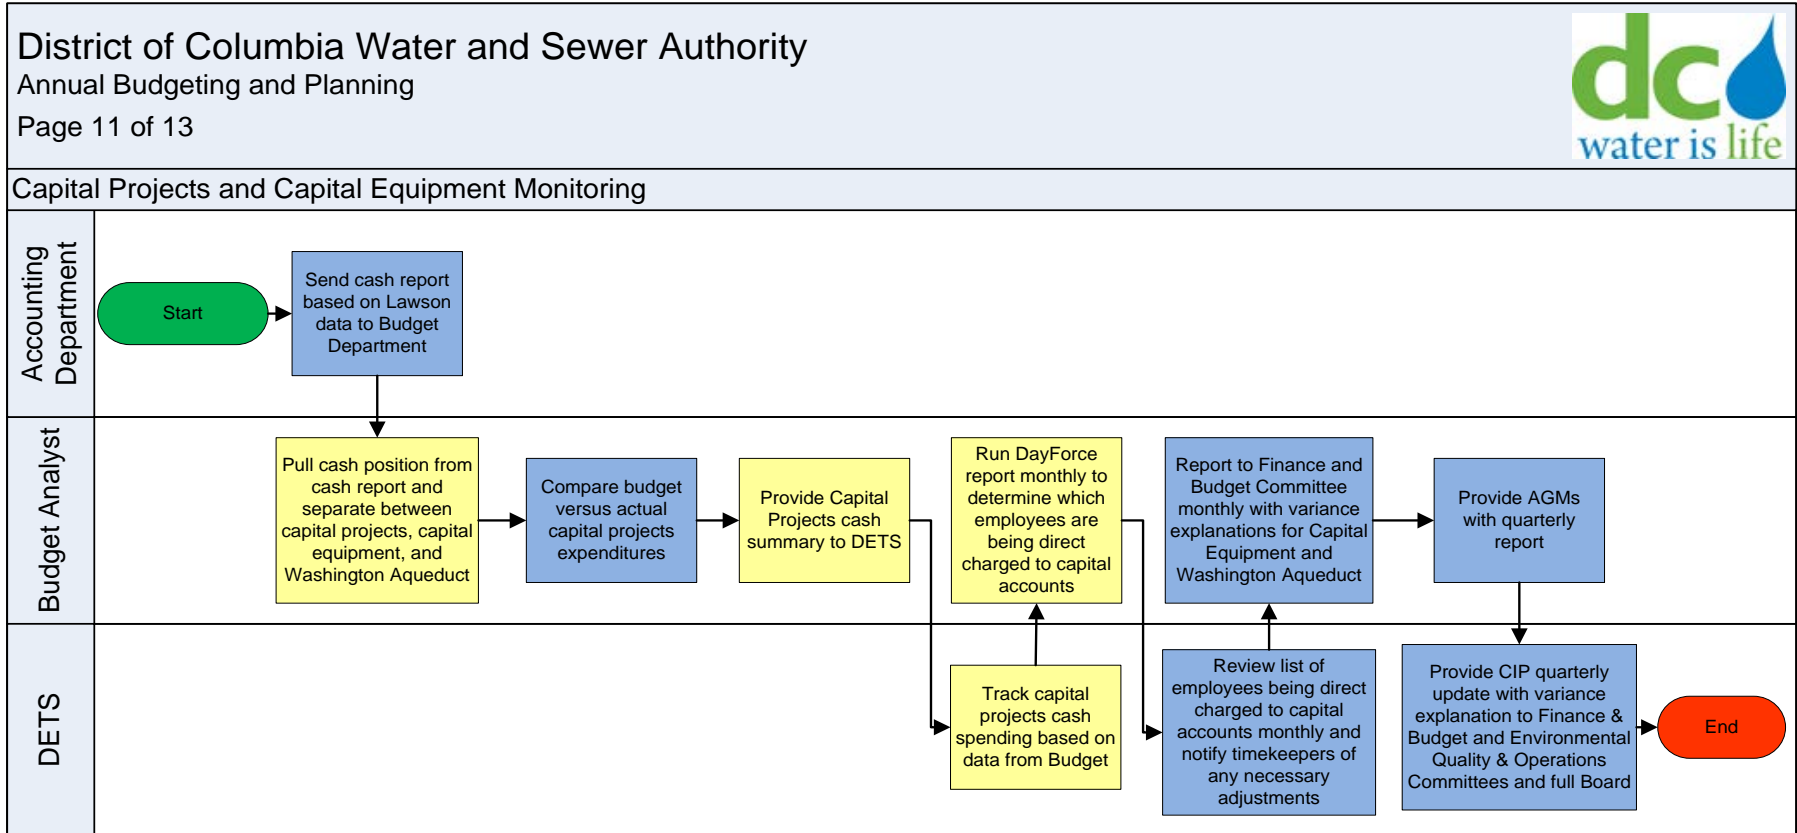 District of Columbia Water and Sewer Authority
Annual Budgeting and Planning
Page 11 of 13
dc
water is life
Capital Projects and Capital Equipment Monitoring
Accounting
Department
Start
Send cash report
based on Lawson
data to Budget
Department
Budget Analyst
Pull cash position from
cash report and
separate between
capital projects, capital
equipment, and
Washington Aqueduct
Compare budget
versus actual
capital projects
expenditures
Provide Capital
Projects cash
summary to DETS
Run DayForce
report monthly to
determine which
employees are
being direct
charged to capital
accounts
Report to Finance and
Budget Committee
monthly with variance
explanations for Capital
Equipment and
Washington Aqueduct
Provide AGMs
with quarterly
report
DETS
Track capital
projects cash
spending based on
data from Budget
Review list of
employees being direct
charged to capital
accounts monthly and
notify timekeepers of
any necessary
adjustments
Provide CIP quarterly
update with variance
explanation to Finance &
Budget and Environmental
Quality & Operations
Committees and full Board
End